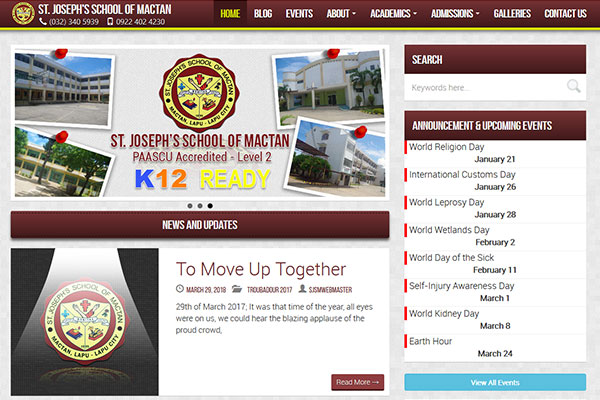 ST. JOSEPH'S SCHOOL OF MACTAN
(032) 340 5939 0922 402 4230
HOME BLOG EVENTS ABOUT ACADEMICS ADMISSIONS GALLERIES CONTACT US
ST. JOSEPH'S SCHOOL OF MACTAN
MACTAN, LAPU - LAPU CITY
ST. JOSEPH'S SCHOOL OF MACTAN
PAASCU Accredited - Level 2
K12 READY
NEWS AND UPDATES
ST. JOSEPH'S SCHOOL OF MACTAN
MACTAN, LAPU - LAPU CITY
To Move Up Together
MARCH 29, 2018 TROUBADOUR 2017 SJSMWEBMASTER
29th of March 2017; It was that time of the year, all eyes
were on us, we could hear the blazing applause of the
proud crowd,
Read More →
SEARCH
Keywords here...
ANNOUNCEMENT & UPCOMING EVENTS
World Religion Day
January 21
International Customs Day
January 26
World Leprosy Day
January 28
World Wetlands Day
February 2
World Day of the Sick
February 11
Self-Injury Awareness Day
March 1
World Kidney Day
March 8
Earth Hour
March 24
View All Events